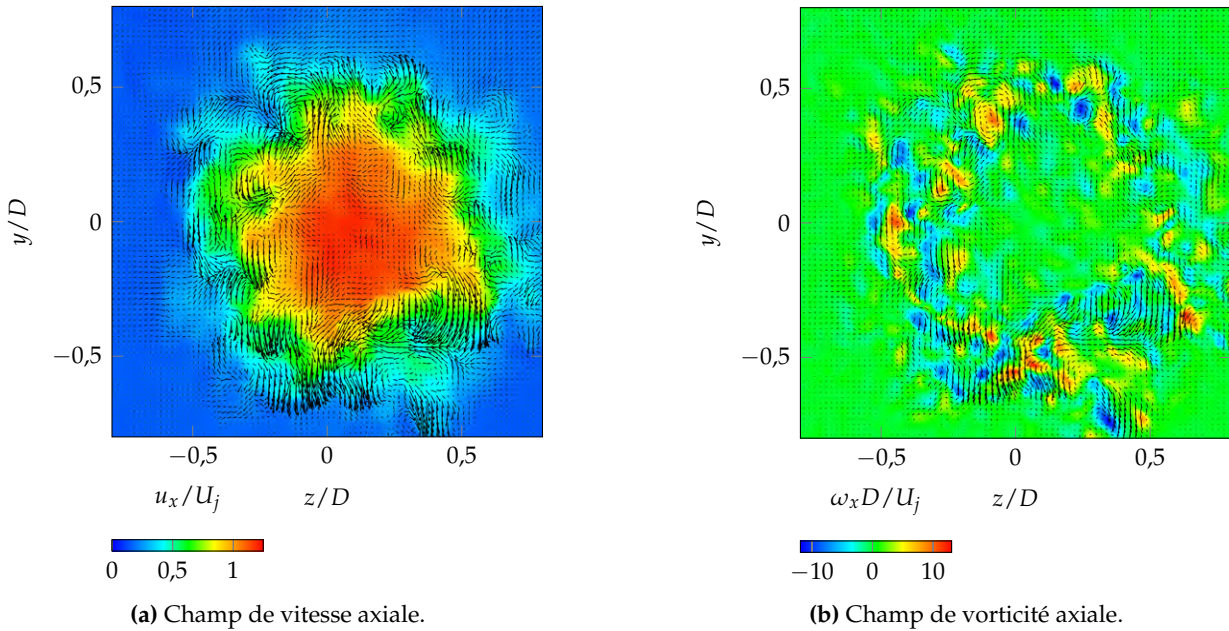 0,5
0
−0,5
y/D
−0,5 0 0,5
u_x/U_j z/D
0 0,5 1
(a) Champ de vitesse axiale.
0,5
0
−0,5
y/D
−0,5 0 0,5
ω_xD/U_j z/D
−10 0 10
(b) Champ de vorticité axiale.